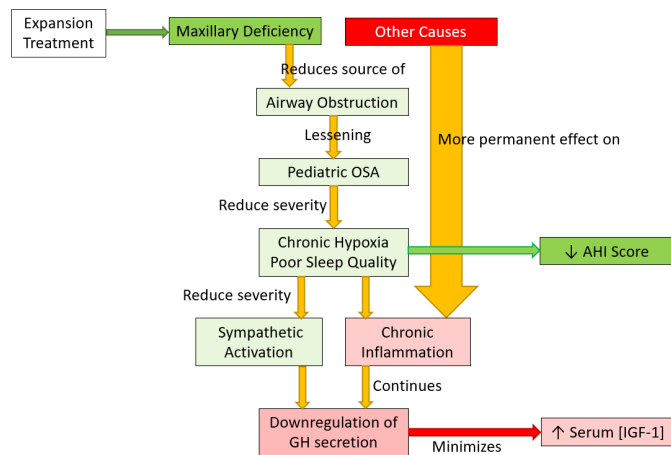 Expansion
Treatment
Maxillary Deficiency
Other Causes
Reduces source of
Airway Obstruction
Lessening
More permanent effect on
Pediatric OSA
Reduce severity
Chronic Hypoxia
Poor Sleep Quality
↓ AHI Score
Reduce severity
Sympathetic
Activation
Chronic
Inflammation
Continues
Downregulation of
GH secretion
Minimizes
↑ Serum [IGF-1]